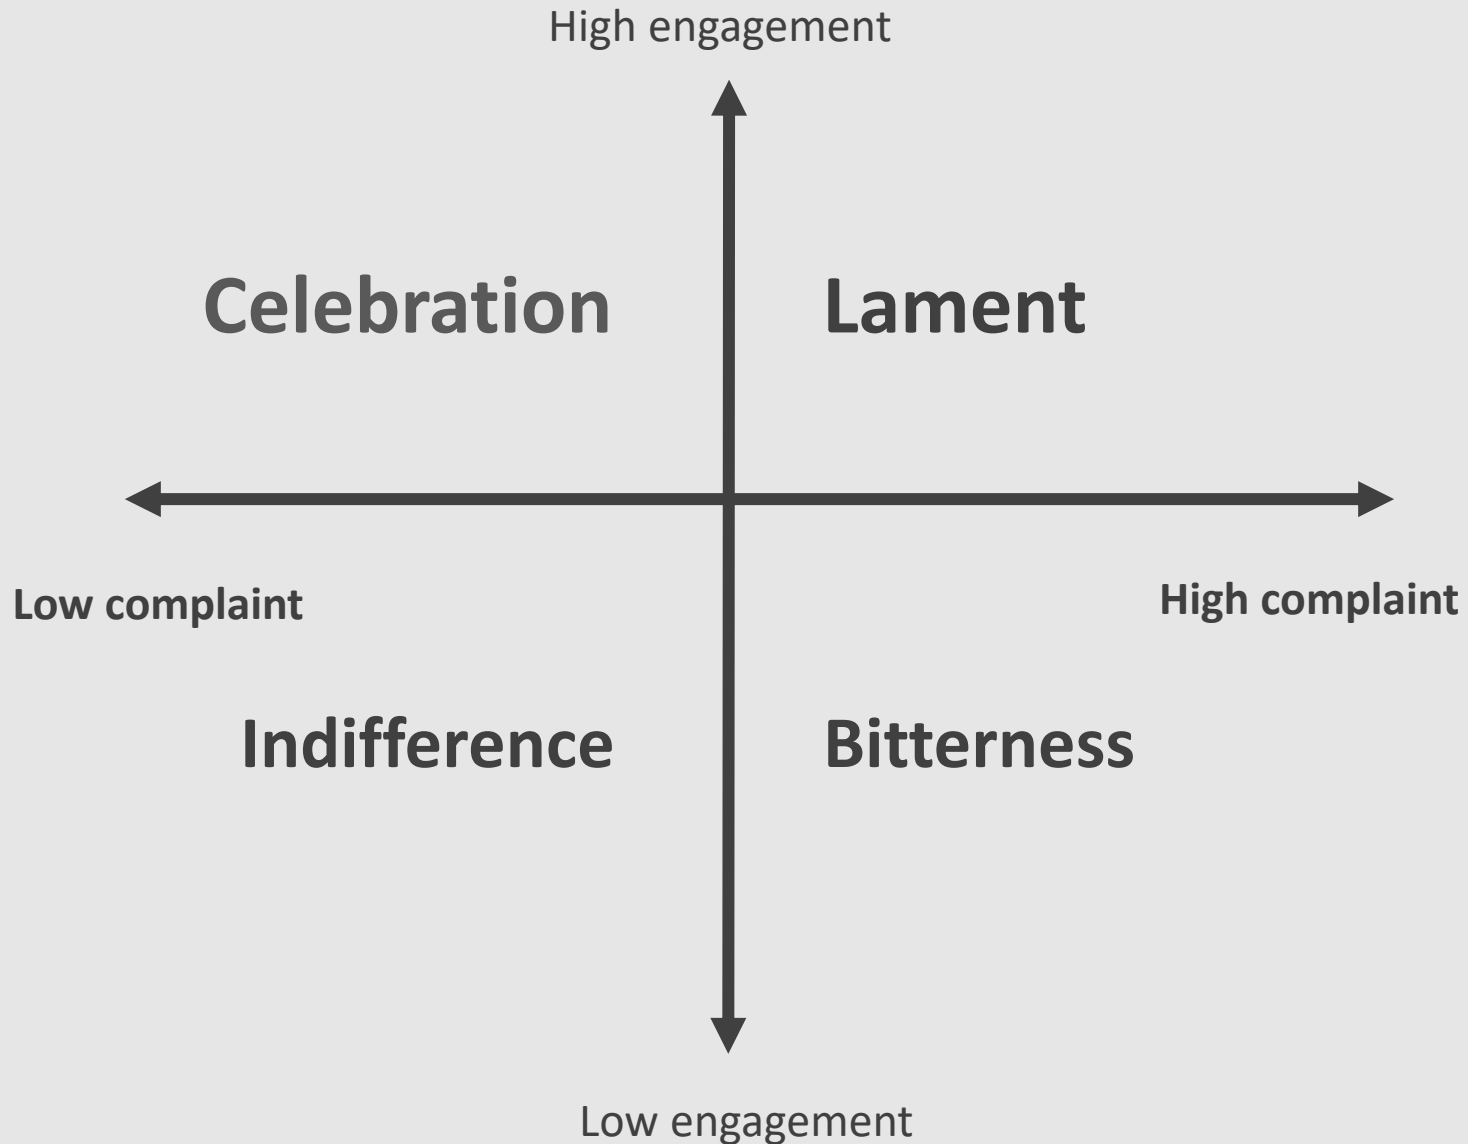 High engagement
Celebration
Lament
Low complaint
High complaint
Indifference
Bitterness
Low engagement